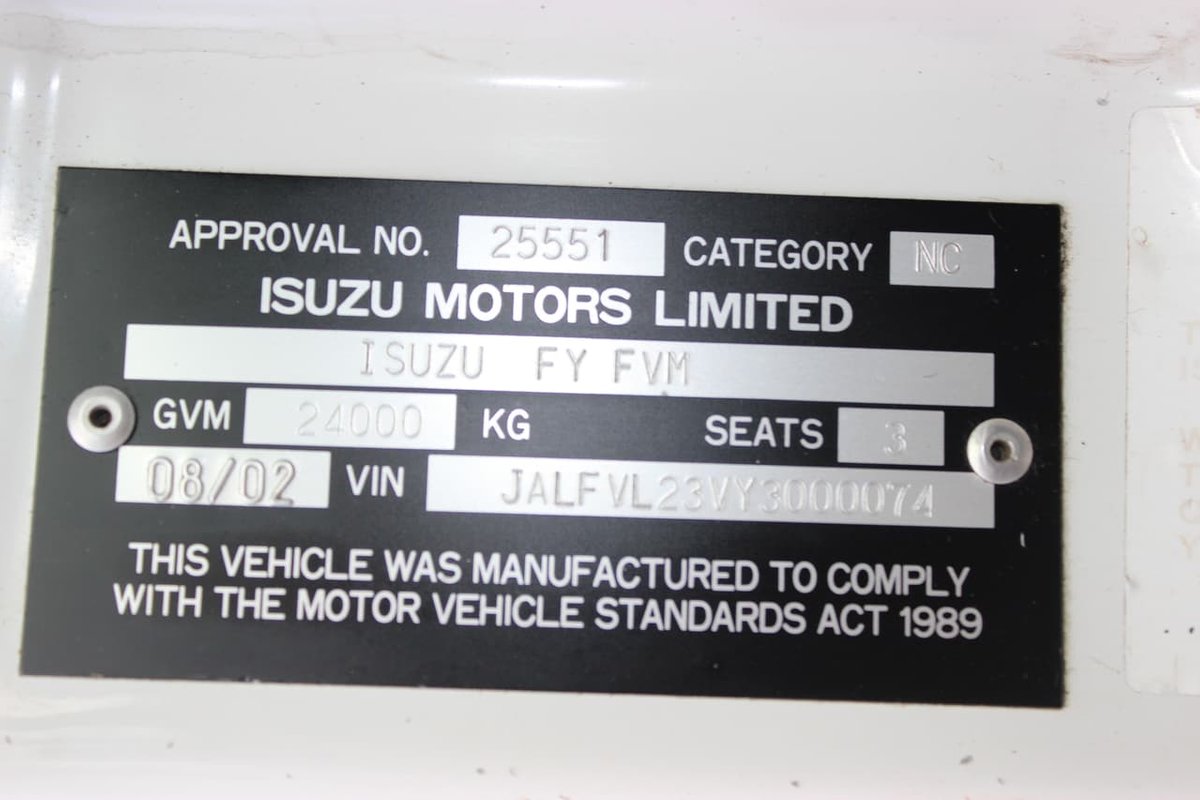 APPROVAL NO. 25551 CATEGORY NC
ISUZU MOTORS LIMITED
ISUZU FY FVM
GVM 24000 KG SEATS 3
08/02 VIN JALFVL23VY3000074
THIS VEHICLE WAS MANUFACTURED TO COMPLY
WITH THE MOTOR VEHICLE STANDARDS ACT 1989